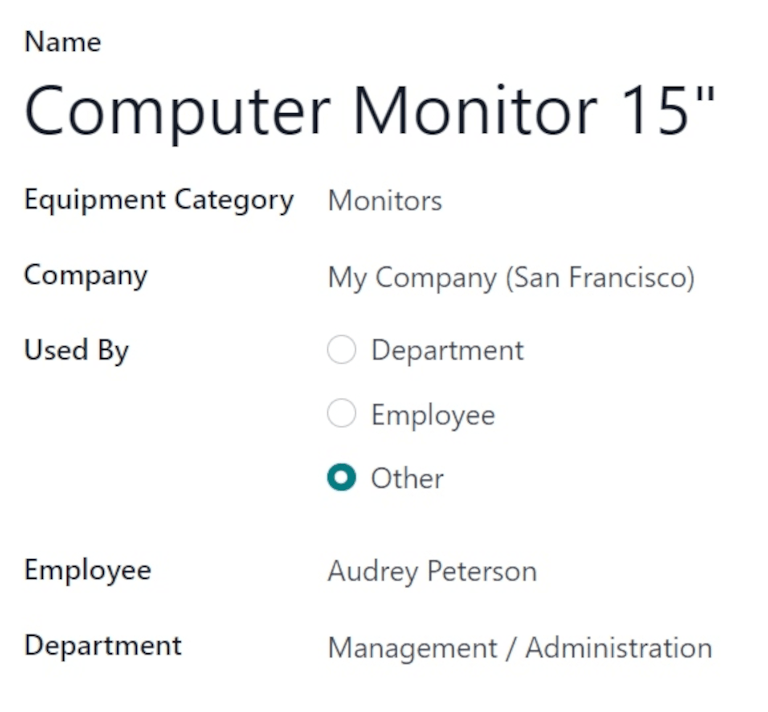 Name
Computer Monitor 15"
Equipment Category Monitors
Company My Company (San Francisco)
Used By Department
Employee
Other
Employee Audrey Peterson
Department Management / Administration